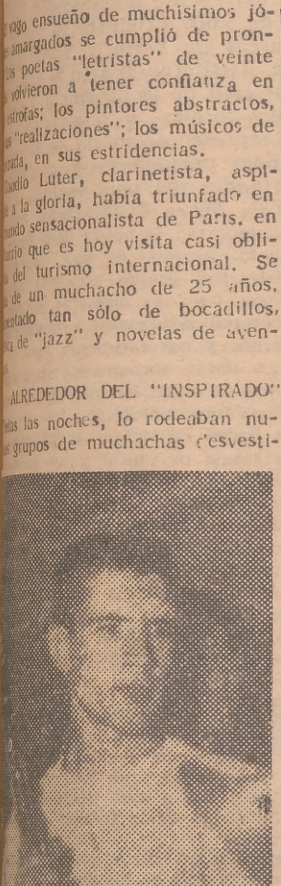 vago ensueño de muchisimos jó-
amargados se cumplió de pron-
los poetas "letristas" de veinte
volvieron a tener confianza en
estrofas; los pintores abstractos,
"realizaciones"; los músicos de
en sus estridencias.
Luter, clarinetista, aspi-
a la gloria, había triunfado en
sensacionalista de París, en
que es hoy visita casi obli-
del turismo internacional. Se
de un muchacho de 25 años,
tan sólo de bocadillos,
de "jazz" y novelas de aven-
ALREDEDOR DEL "INSPIRADO"
las noches, lo rodeaban nu-
grupos de muchachas desvesti-